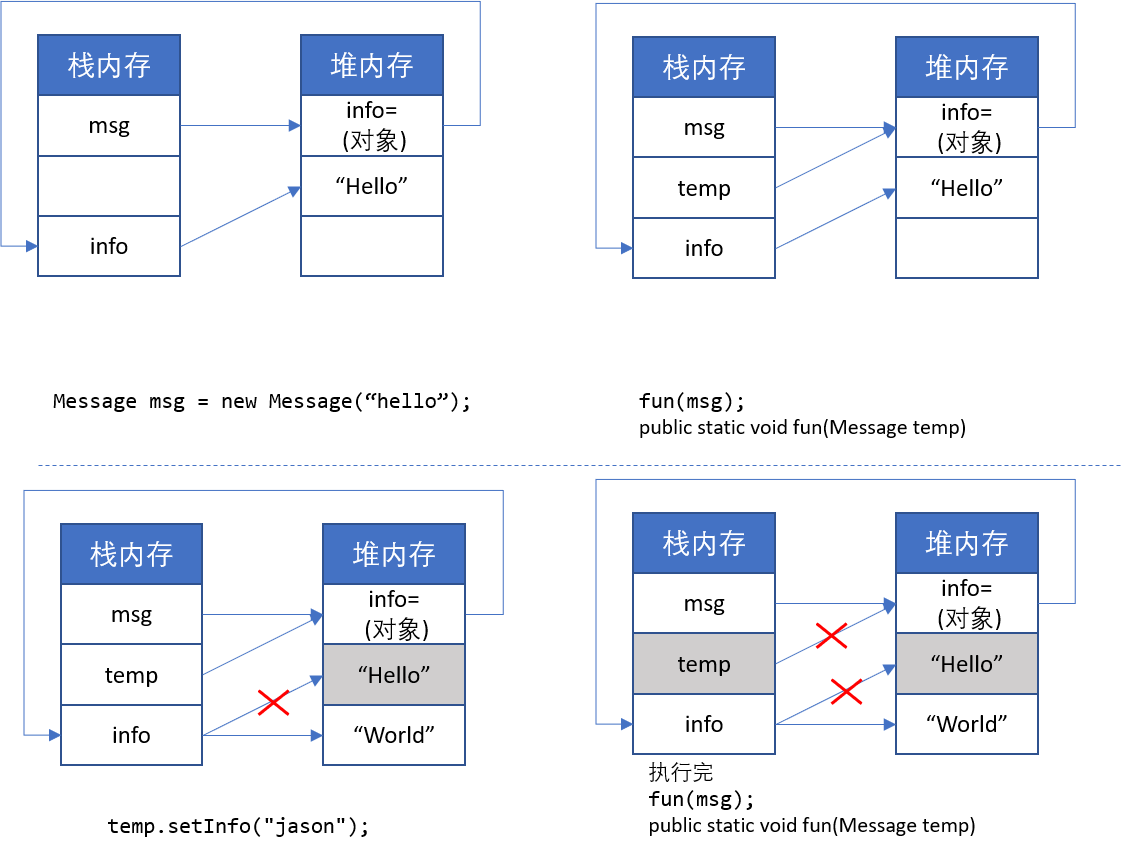 栈内存
堆内存
msg
info=
(对象)
“Hello”
info
Message msg = new Message(“hello”);
栈内存
堆内存
msg
info=
(对象)
temp
“Hello”
info
fun(msg);
public static void fun(Message temp)
栈内存
堆内存
msg
info=
(对象)
temp
“Hello”
info
“World”
temp.setInfo("jason");
栈内存
堆内存
msg
info=
(对象)
temp
“Hello”
info
“World”
执行完
fun(msg);
public static void fun(Message temp)